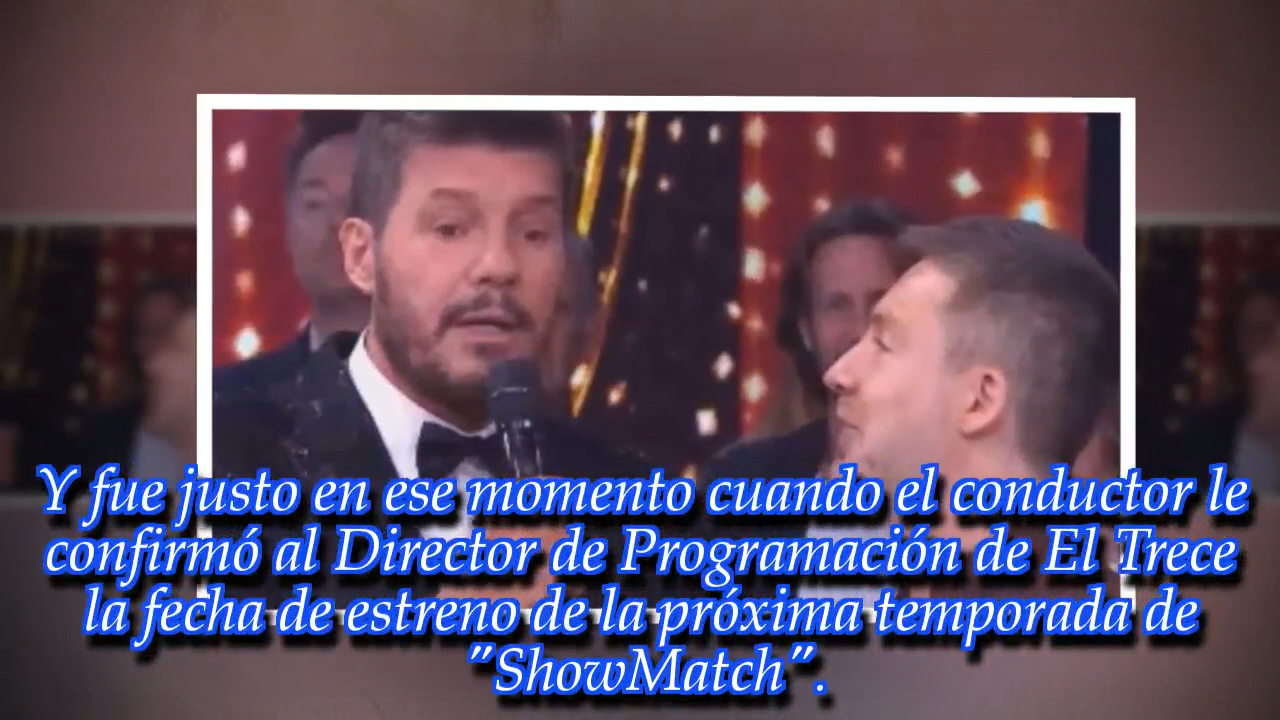 Y fue justo en ese momento cuando el conductor le
confirmó al Director de Programación de El Trece
la fecha de estreno de la próxima temporada de
"ShowMatch".